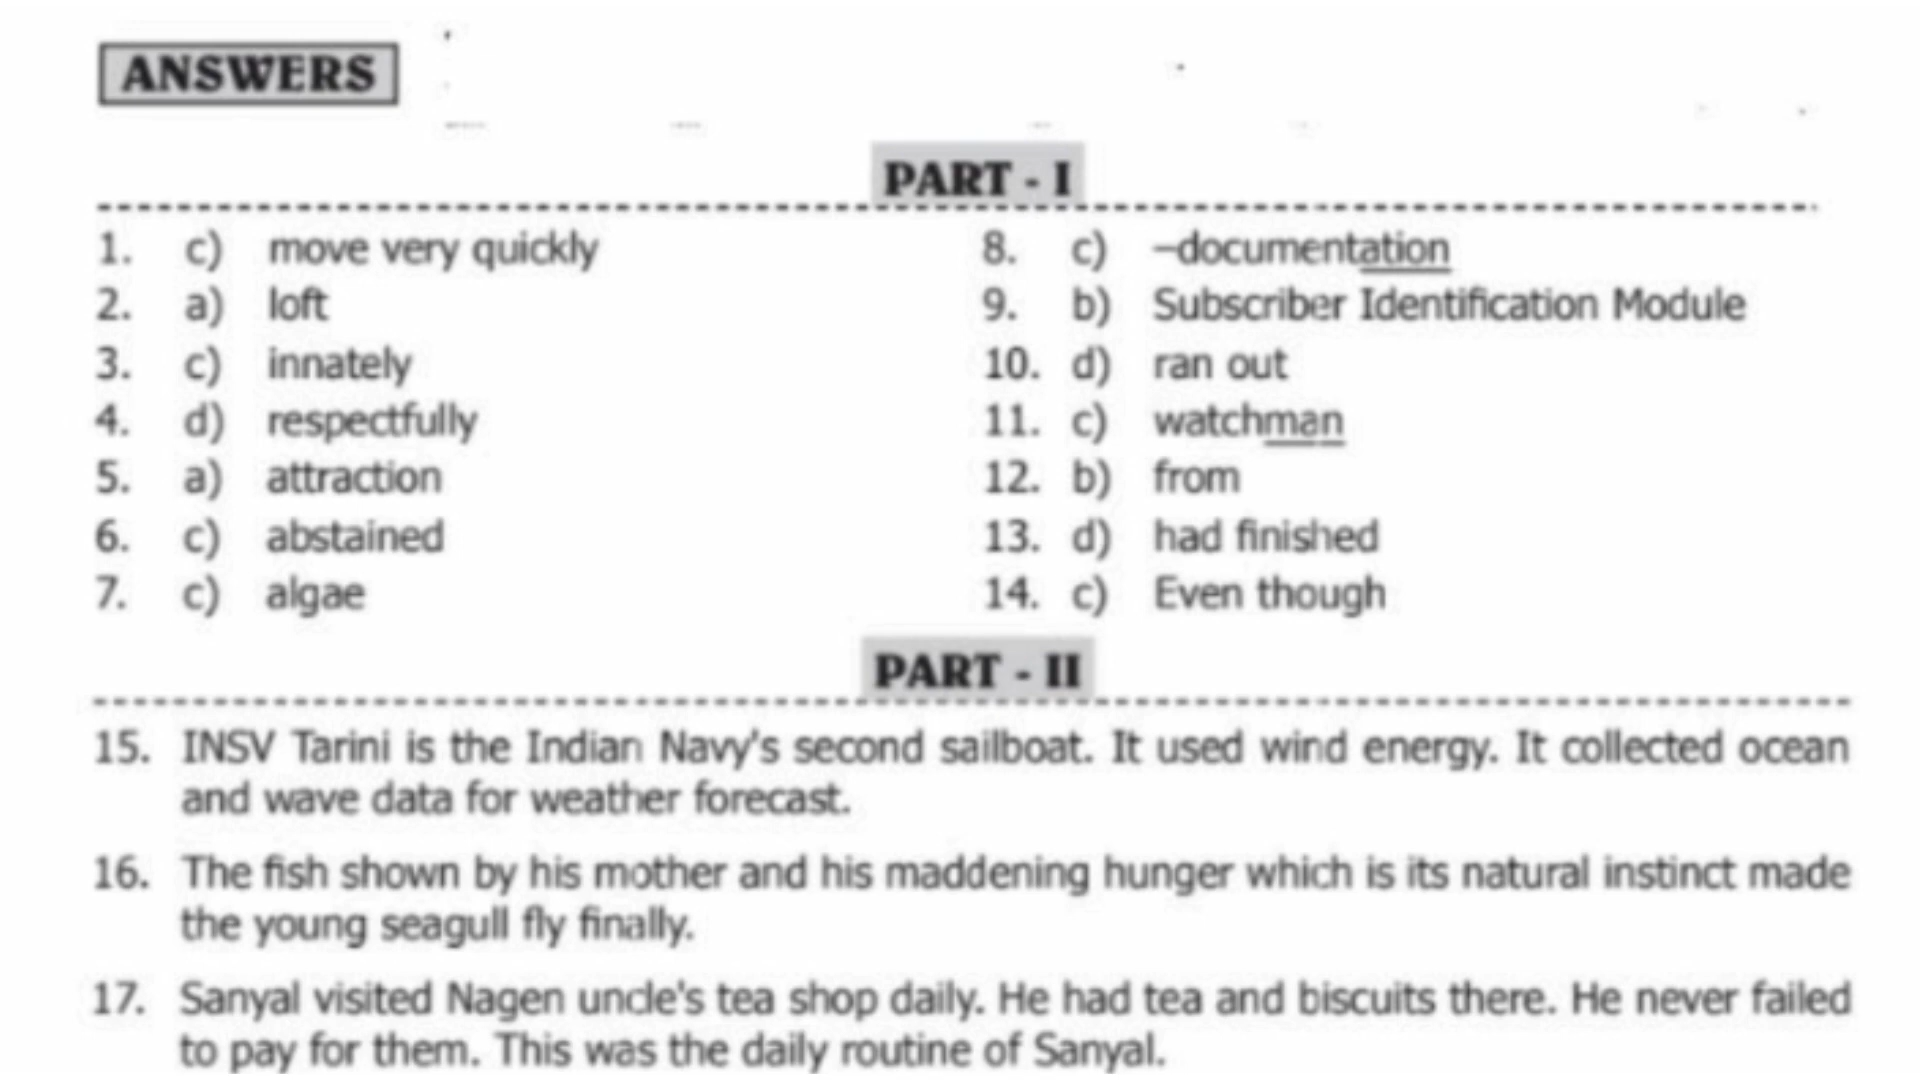 ANSWERS
PART - I
1. c) move very quickly
2. a) loft
3. c) innately
4. d) respectfully
5. a) attraction
6. c) abstained
7. c) algae
8. c) –documentation
9. b) Subscriber Identification Module
10. d) ran out
11. c) watchman
12. b) from
13. d) had finished
14. c) Even though
PART - II
15. INSV Tarini is the Indian Navy's second sailboat. It used wind energy. It collected ocean
and wave data for weather forecast.
16. The fish shown by his mother and his maddening hunger which is its natural instinct made
the young seagull fly finally.
17. Sanyal visited Nagen uncle's tea shop daily. He had tea and biscuits there. He never failed
to pay for them. This was the daily routine of Sanyal.